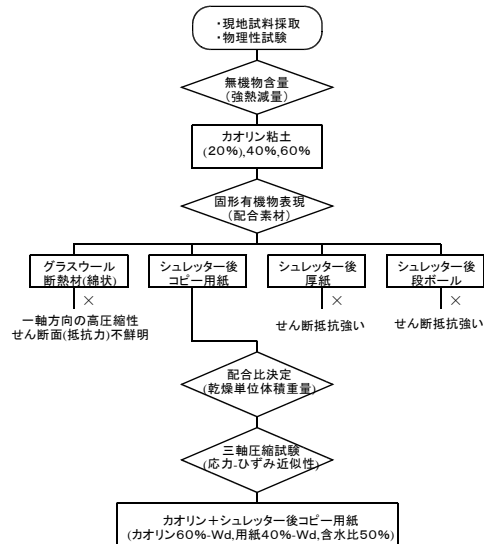 ・現地試料採取
・物理性試験
無機物含量
（強熱減量）
カオリン粘土
(20%),40%,60%
固形有機物表現
（配合素材）
グラスウール
断熱材(綿状)
シュレッター後
コピー用紙
シュレッター後
厚紙
シュレッター後
段ボール
×
一軸方向の高圧縮性
せん断面(抵抗力)不鮮明
×
せん断抵抗強い
×
せん断抵抗強い
配合比決定
（乾燥単位体積重量）
三軸圧縮試験
（応力-ひずみ近似性）
カオリン＋シュレッター後コピー用紙
（カオリン60%-Wd,用紙40%-Wd,含水比50%）